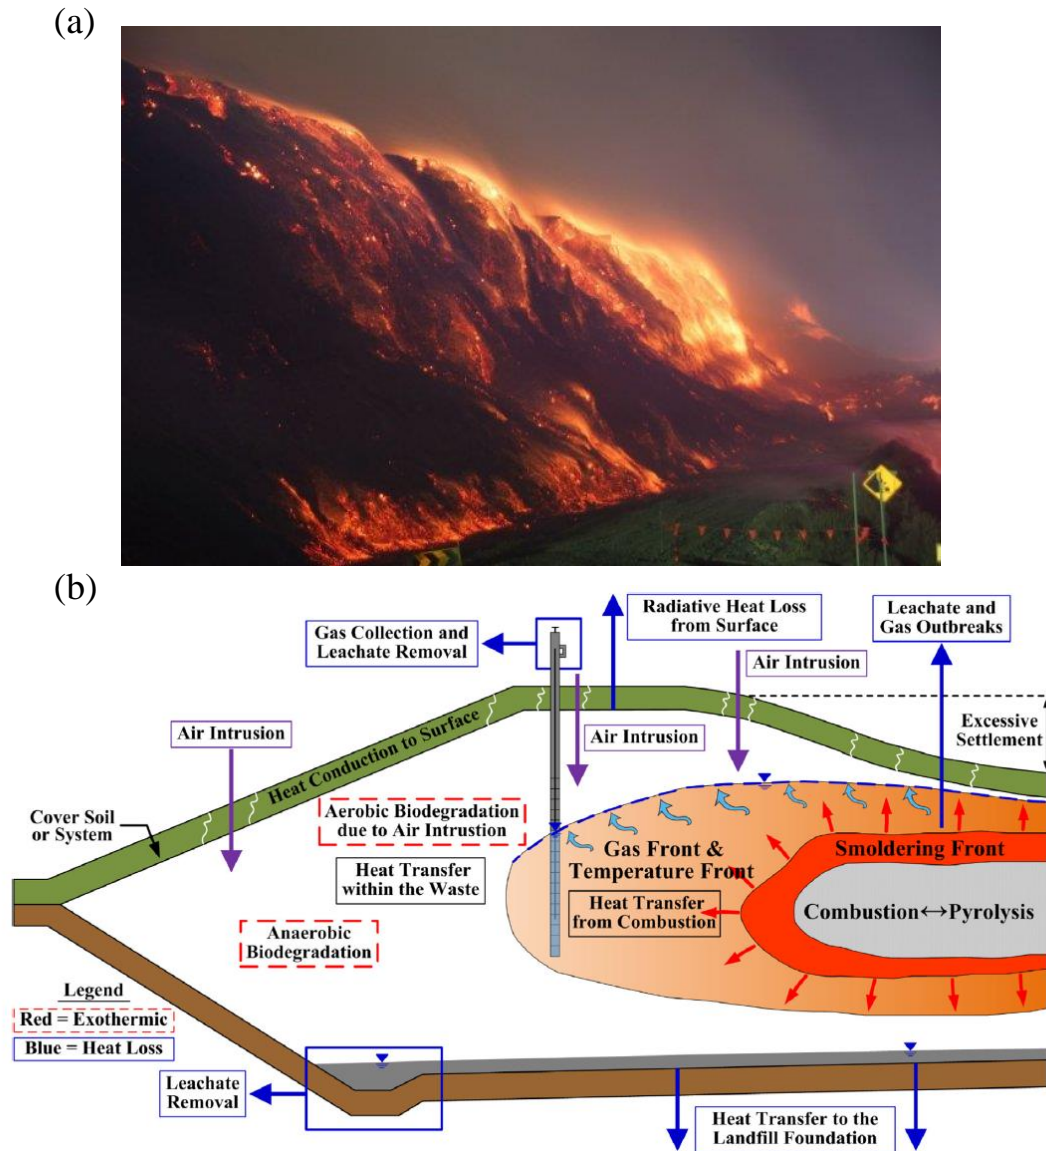 (a)
(b)
Gas Collection and
Leachate Removal
Radiative Heat Loss
from Surface
Leachate and
Gas Outbreaks
Air Intrusion
Air Intrusion
Air Intrusion
Excessive
Settlement
Heat Conduction to Surface
Cover Soil
or System
Aerobic Biodegradation
due to Air Intrustion
Heat Transfer
within the Waste
Gas Front &
Temperature Front
Smoldering Front
Heat Transfer
from Combustion
Combustion↔Pyrolysis
Anaerobic
Biodegradation
Legend
Red = Exothermic
Blue = Heat Loss
Leachate
Removal
Heat Transfer to the
Landfill Foundation